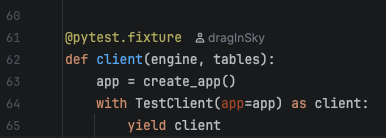 60
61 @pytest.fixture dragInSky
62 def client(engine, tables):
63 app = create_app()
64 with TestClient(app=app) as client:
65 yield client